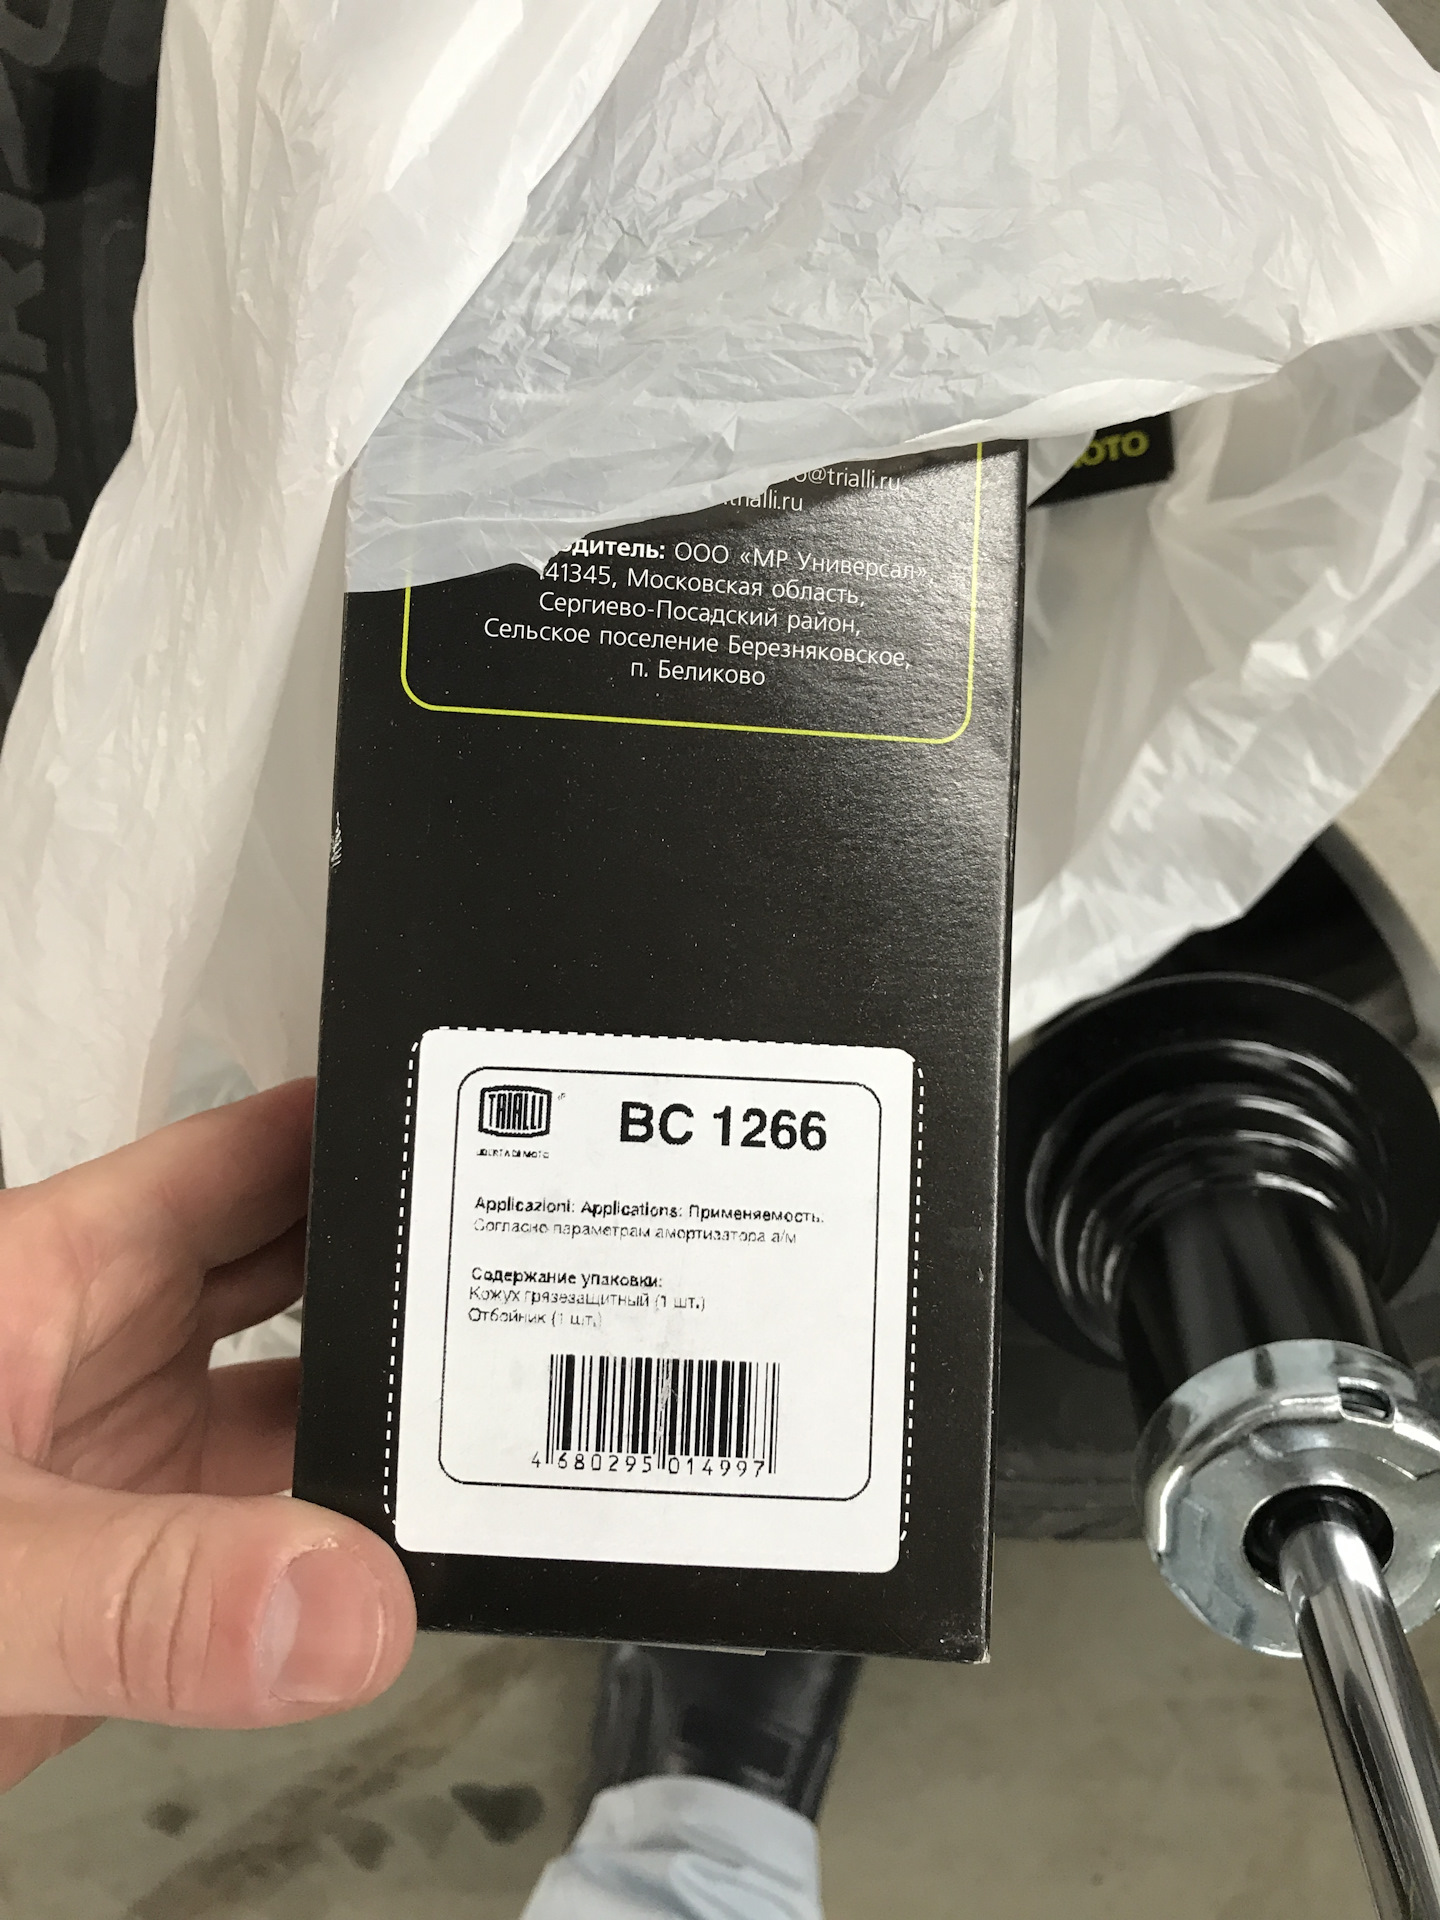 @trialli.ru
trialli.ru
одитель: ООО «МР Универсал»,
141345, Московская область,
Сергиево-Посадский район,
Сельское поселение Березняковское,
п. Беликово
TRIALLI
BC 1266
Applicazioni: Applications: Применяемость:
Согласно параметрам амортизатора а/м
Содержание упаковки:
Кожух грязезащитный (1 шт.)
Отбойник (1 шт.)
4 680295 014997